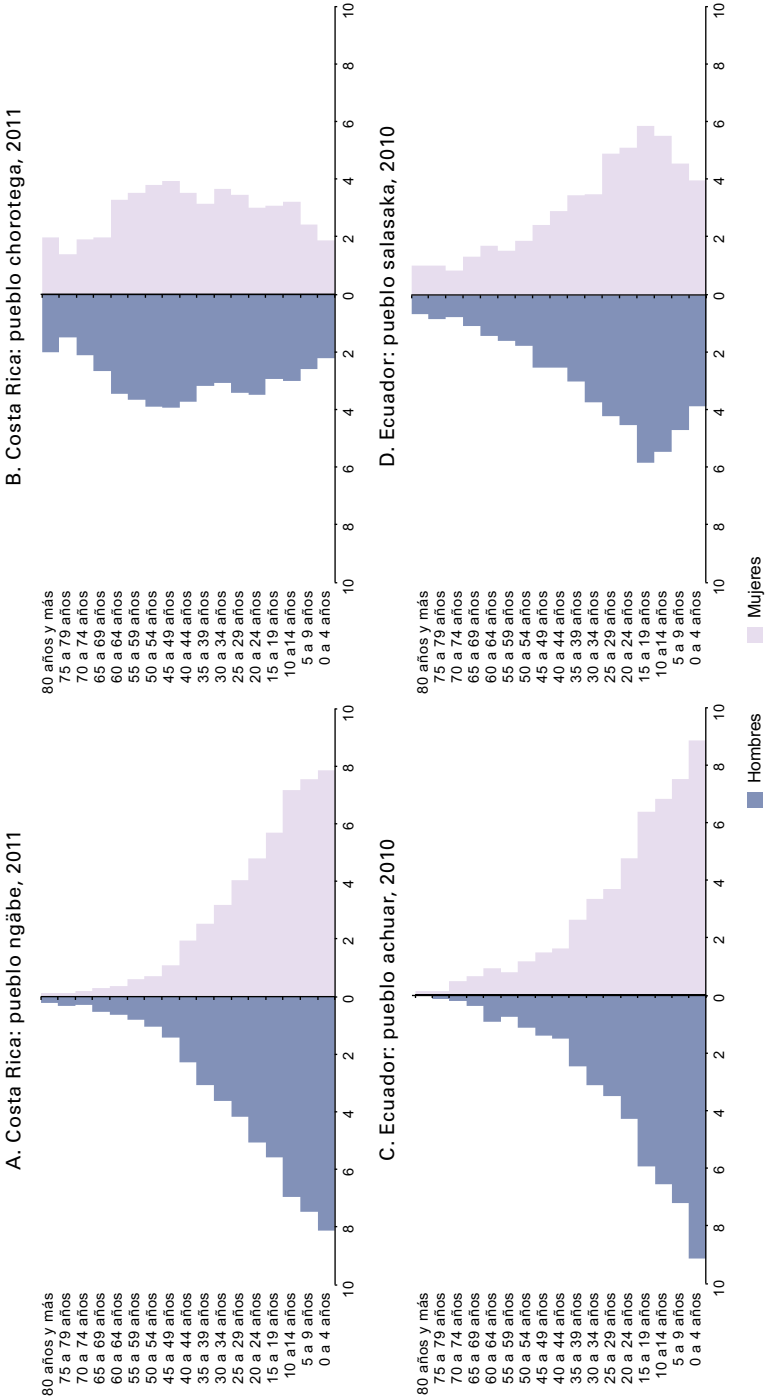 A. Costa Rica: pueblo ngäbe, 2011
80 años y más
75 a 79 años
70 a 74 años
65 a 69 años
60 a 64 años
55 a 59 años
50 a 54 años
45 a 49 años
40 a 44 años
35 a 39 años
30 a 34 años
25 a 29 años
20 a 24 años
15 a 19 años
10 a14 años
5 a 9 años
0 a 4 años
10 8 6 4 2 0 2 4 6 8 10
B. Costa Rica: pueblo chorotega, 2011
80 años y más
75 a 79 años
70 a 74 años
65 a 69 años
60 a 64 años
55 a 59 años
50 a 54 años
45 a 49 años
40 a 44 años
35 a 39 años
30 a 34 años
25 a 29 años
20 a 24 años
15 a 19 años
10 a14 años
5 a 9 años
0 a 4 años
10 8 6 4 2 0 2 4 6 8 10
C. Ecuador: pueblo achuar, 2010
80 años y más
75 a 79 años
70 a 74 años
65 a 69 años
60 a 64 años
55 a 59 años
50 a 54 años
45 a 49 años
40 a 44 años
35 a 39 años
30 a 34 años
25 a 29 años
20 a 24 años
15 a 19 años
10 a14 años
5 a 9 años
0 a 4 años
10 8 6 4 2 0 2 4 6 8 10
D. Ecuador: pueblo salasaka, 2010
80 años y más
75 a 79 años
70 a 74 años
65 a 69 años
60 a 64 años
55 a 59 años
50 a 54 años
45 a 49 años
40 a 44 años
35 a 39 años
30 a 34 años
25 a 29 años
20 a 24 años
15 a 19 años
10 a14 años
5 a 9 años
0 a 4 años
10 8 6 4 2 0 2 4 6 8 10
Hombres Mujeres